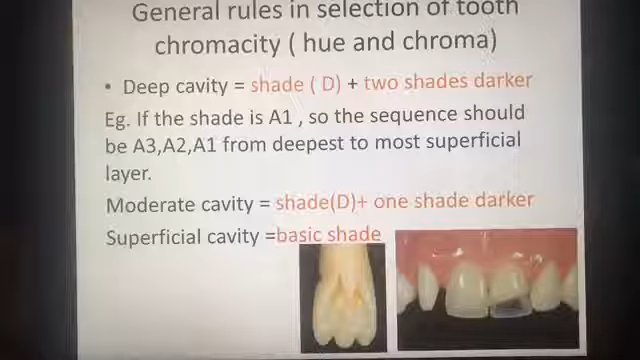 General rules in selection of tooth
chromacity ( hue and chroma)
• Deep cavity = shade ( D) + two shades darker
Eg. If the shade is A1 , so the sequence should
be A3,A2,A1 from deepest to most superficial
layer.
Moderate cavity = shade(D)+ one shade darker
Superficial cavity =basic shade